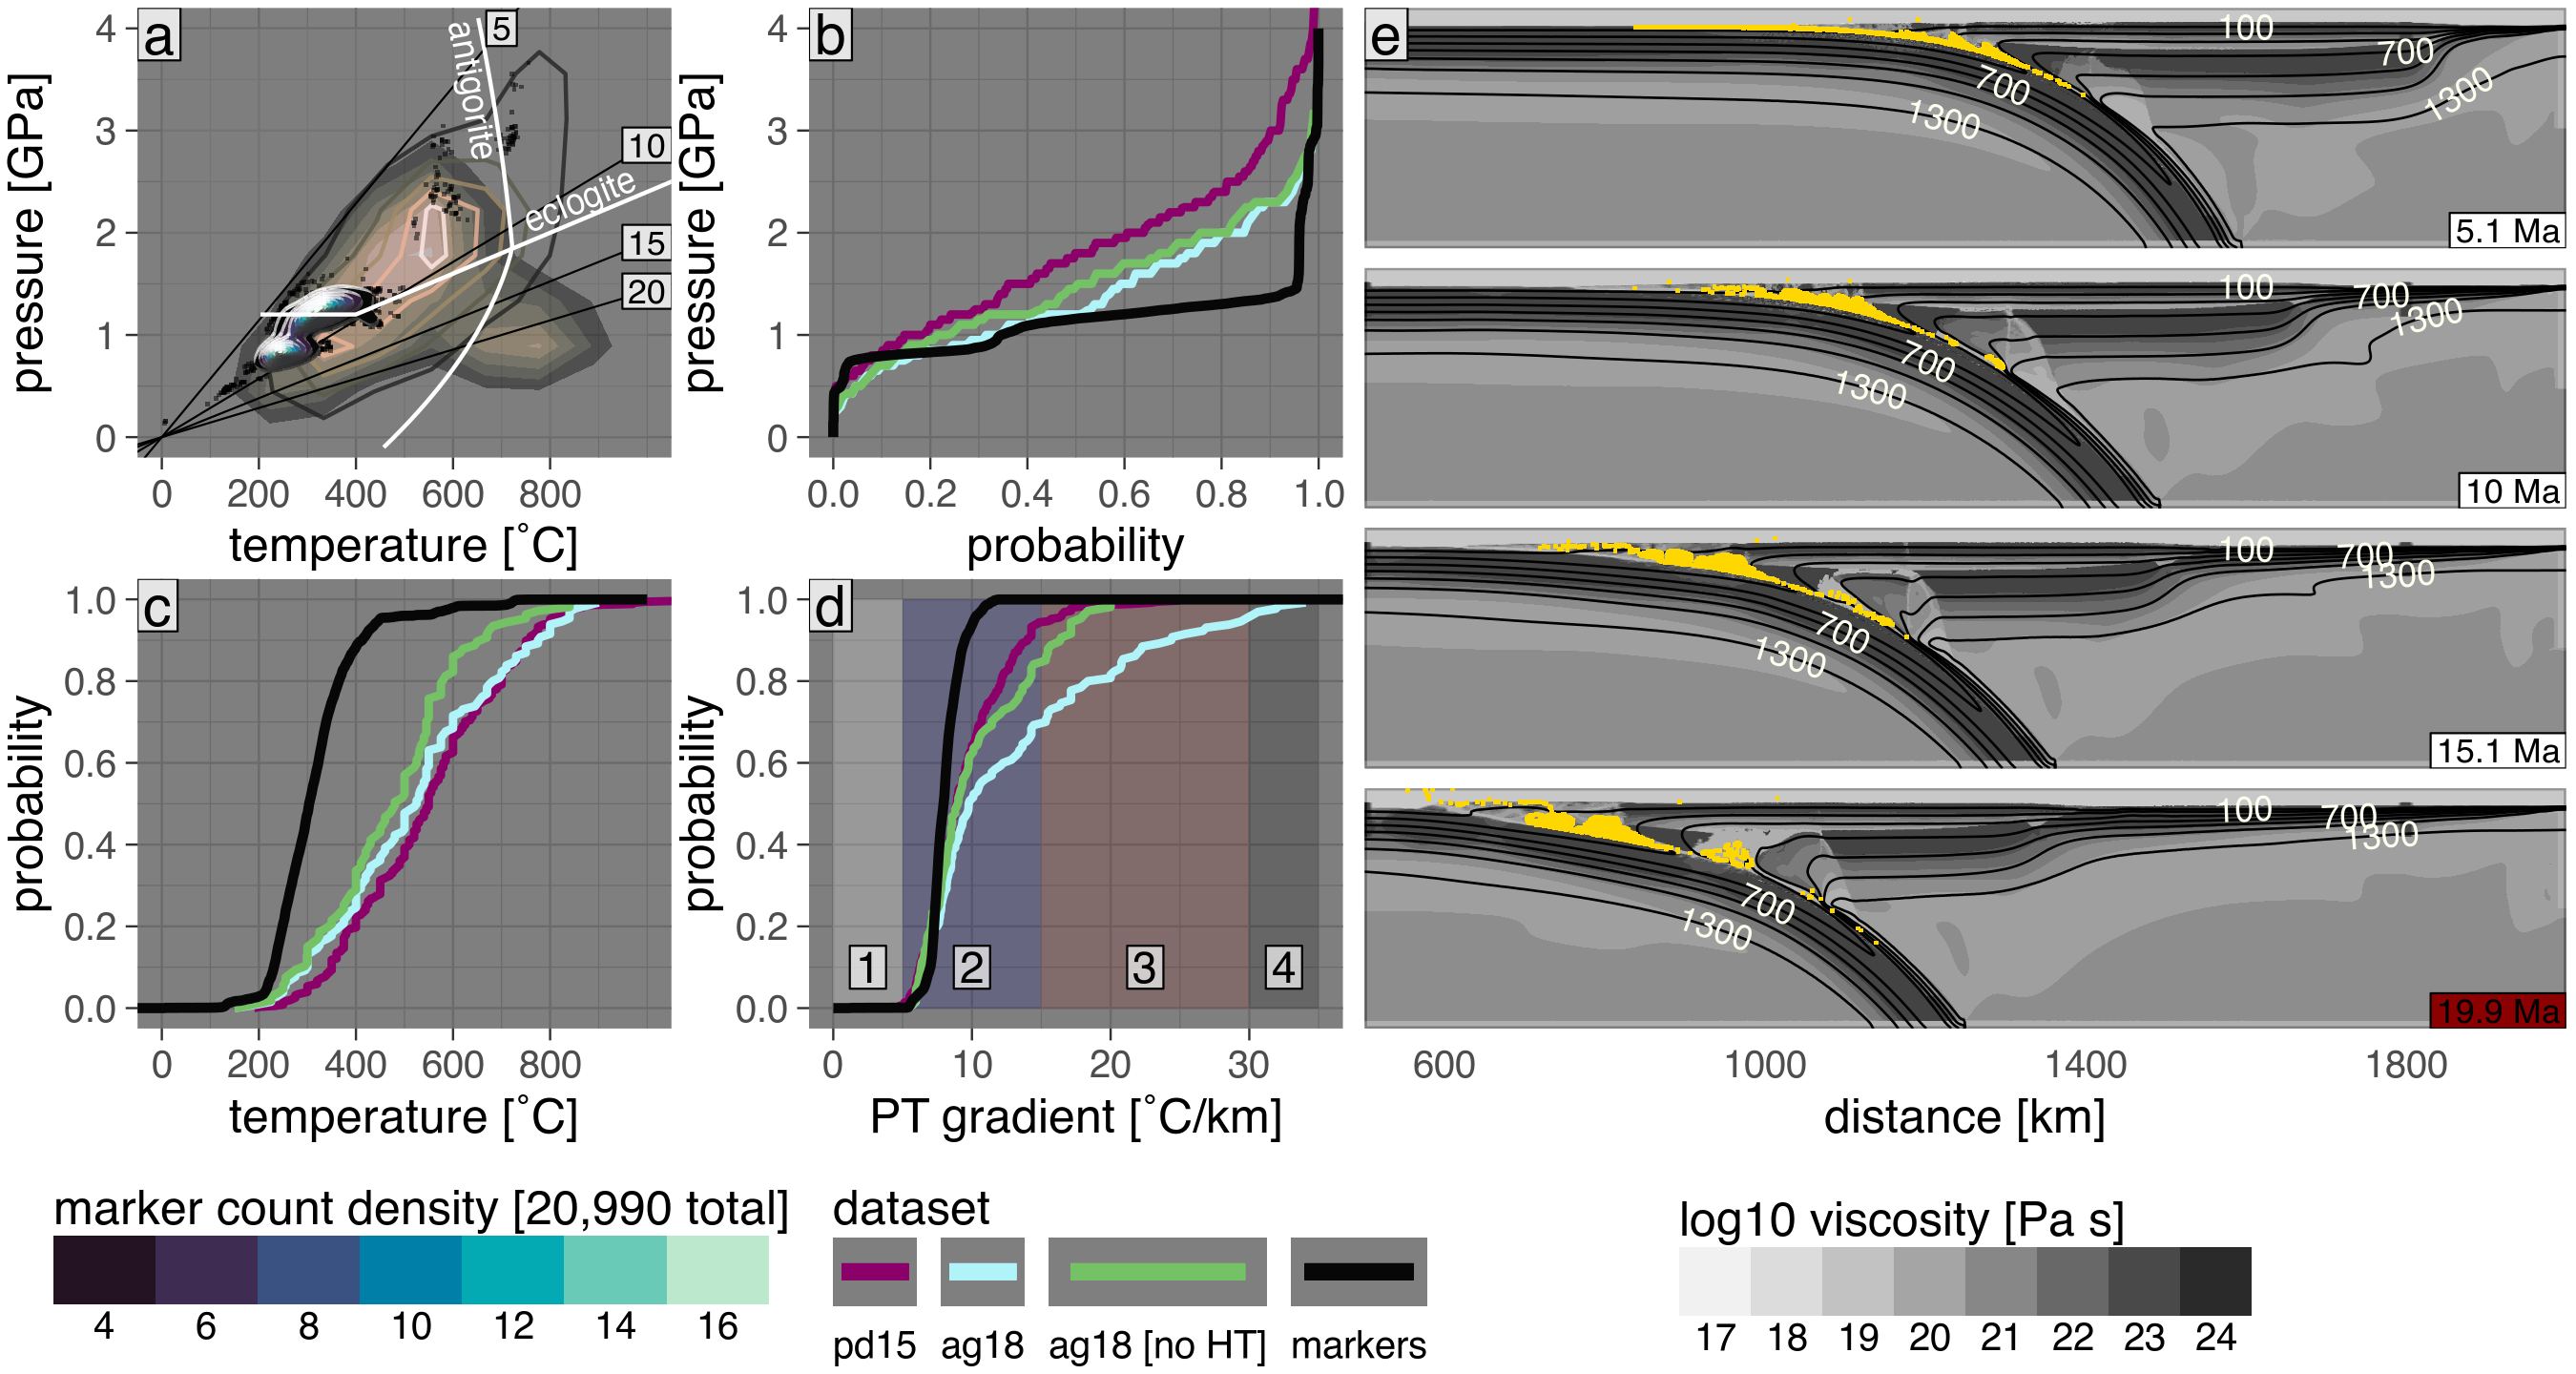 a
pressure [GPa]
4
3
2
1
0
antigorite
eclogite
5
10
15
20
0 200 400 600 800
temperature [˚C]
b
pressure [GPa]
4
3
2
1
0
0.0 0.2 0.4 0.6 0.8 1.0
probability
c
probability
1.0
0.8
0.6
0.4
0.2
0.0
0 200 400 600 800
temperature [˚C]
d
probability
1.0
0.8
0.6
0.4
0.2
0.0
1 2 3 4
0 10 20 30
PT gradient [˚C/km]
e
100
700
1300
700
1300
5.1 Ma
100
700
1300
700
1300
10 Ma
100
700
1300
700
1300
15.1 Ma
100
700
1300
700
1300
19.9 Ma
600 1000 1400 1800
distance [km]
marker count density [20,990 total]
4 6 8 10 12 14 16
dataset
pd15 ag18 ag18 [no HT] markers
log10 viscosity [Pa s]
17 18 19 20 21 22 23 24